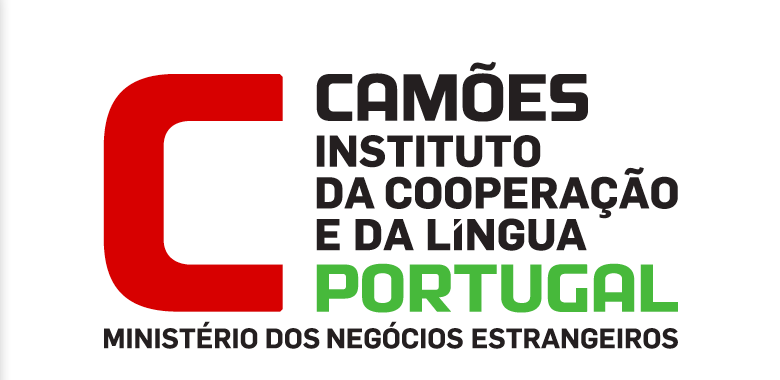 C
CAMÕES
INSTITUTO
DA COOPERAÇÃO
E DA LÍNGUA
PORTUGAL
MINISTÉRIO DOS NEGÓCIOS ESTRANGEIROS